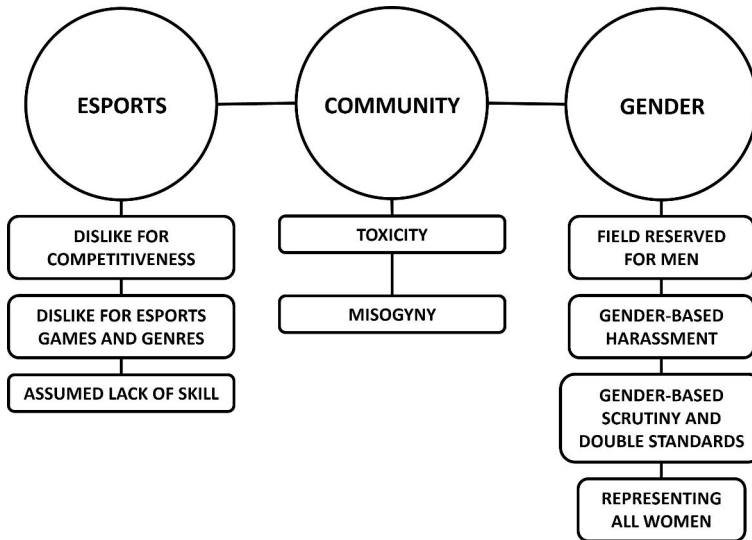 ESPORTS
DISLIKE FOR
COMPETITIVENESS
DISLIKE FOR ESPORTS
GAMES AND GENRES
ASSUMED LACK OF SKILL
COMMUNITY
TOXICITY
MISOGYNY
GENDER
FIELD RESERVED
FOR MEN
GENDER-BASED
HARASSMENT
GENDER-BASED
SCRUTINY AND
DOUBLE STANDARDS
REPRESENTING
ALL WOMEN